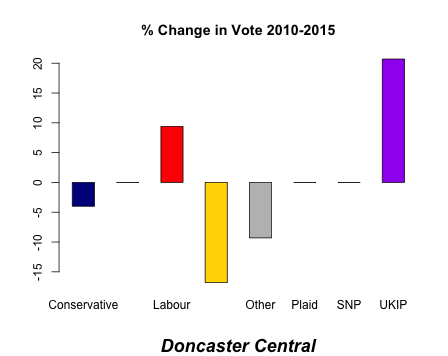 % Change in Vote 2010-2015
20
15
10
5
0
-5
-10
-15
Conservative Labour Other Plaid SNP UKIP
Doncaster Central